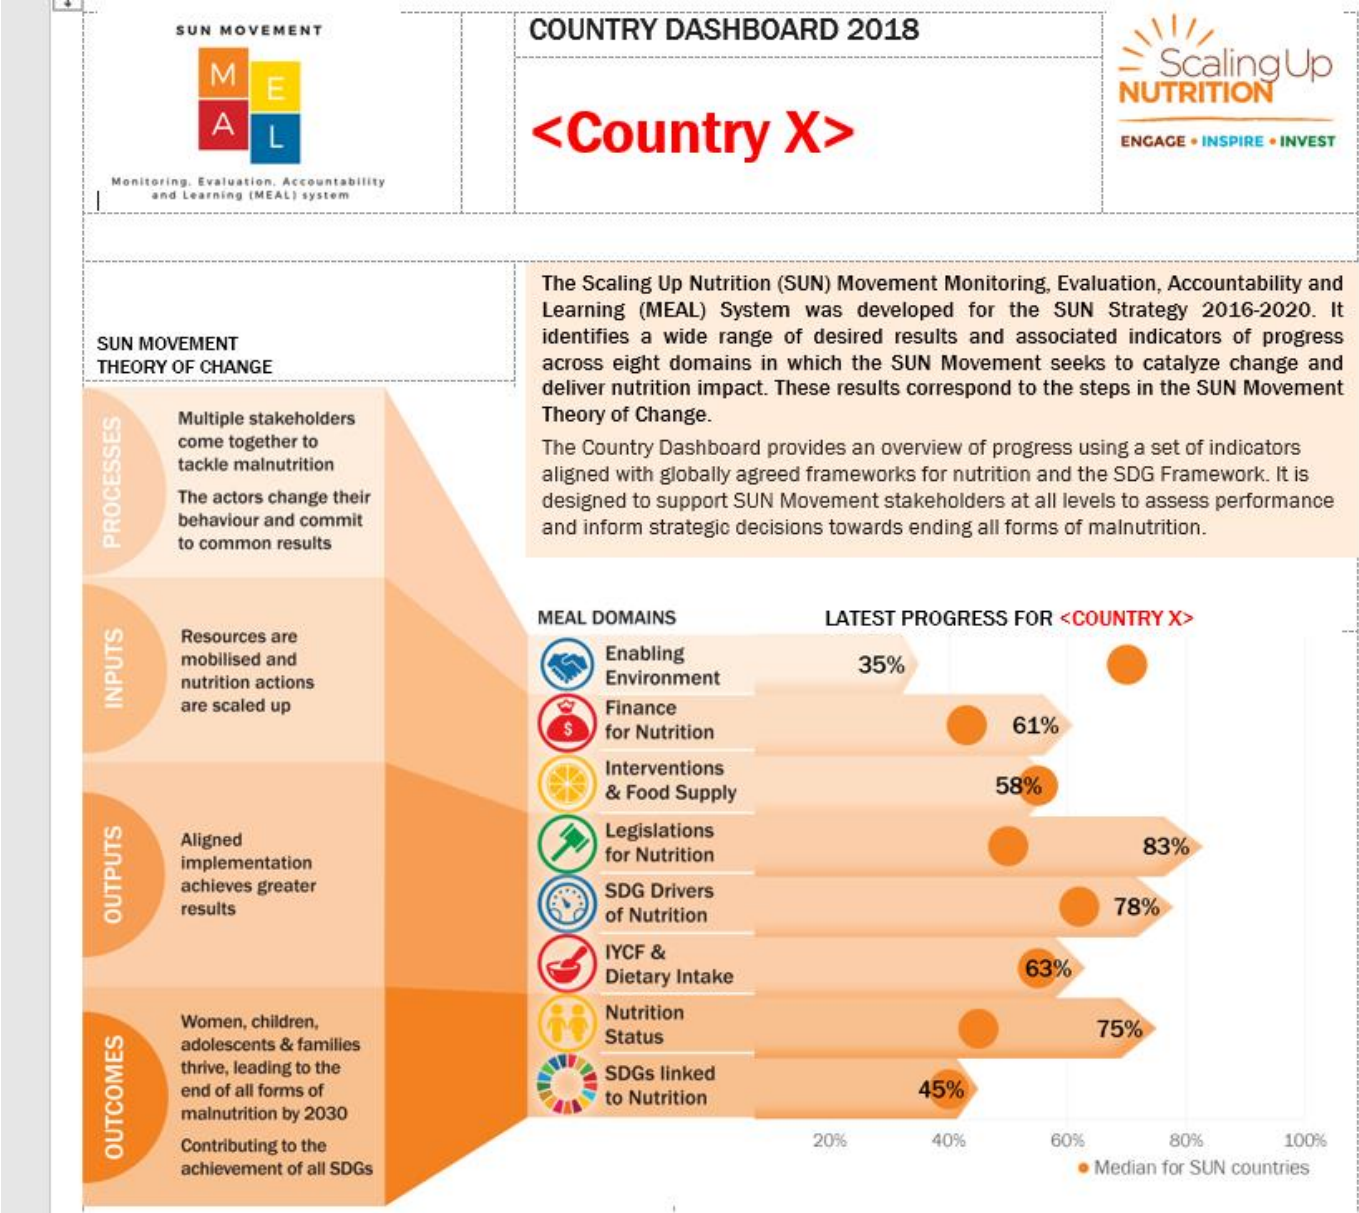 SUN MOVEMENT
M
E
A
L
Monitoring, Evaluation, Accountability
and Learning (MEAL) system
COUNTRY DASHBOARD 2018
<Country X>
Scaling Up
NUTRITION
ENGAGE • INSPIRE • INVEST
The Scaling Up Nutrition (SUN) Movement Monitoring, Evaluation, Accountability and
Learning (MEAL) System was developed for the SUN Strategy 2016-2020. It
identifies a wide range of desired results and associated indicators of progress
across eight domains in which the SUN Movement seeks to catalyze change and
deliver nutrition impact. These results correspond to the steps in the SUN Movement
Theory of Change.
The Country Dashboard provides an overview of progress using a set of indicators
aligned with globally agreed frameworks for nutrition and the SDG Framework. It is
designed to support SUN Movement stakeholders at all levels to assess performance
and inform strategic decisions towards ending all forms of malnutrition.
SUN MOVEMENT
THEORY OF CHANGE
PROCESSES
Multiple stakeholders
come together to
tackle malnutrition
The actors change their
behaviour and commit
to common results
INPUTS
Resources are
mobilised and
nutrition actions
are scaled up
OUTPUTS
Aligned
implementation
achieves greater
results
OUTCOMES
Women, children,
adolescents & families
thrive, leading to the
end of all forms of
malnutrition by 2030
Contributing to the
achievement of all SDGs
MEAL DOMAINS
LATEST PROGRESS FOR <COUNTRY X>
Enabling
Environment
35%
Finance
for Nutrition
$
61%
Interventions
& Food Supply
58%
Legislations
for Nutrition
83%
SDG Drivers
of Nutrition
78%
IYCF &
Dietary Intake
63%
Nutrition
Status
75%
SDGs linked
to Nutrition
45%
20% 40% 60% 80% 100%
Median for SUN countries